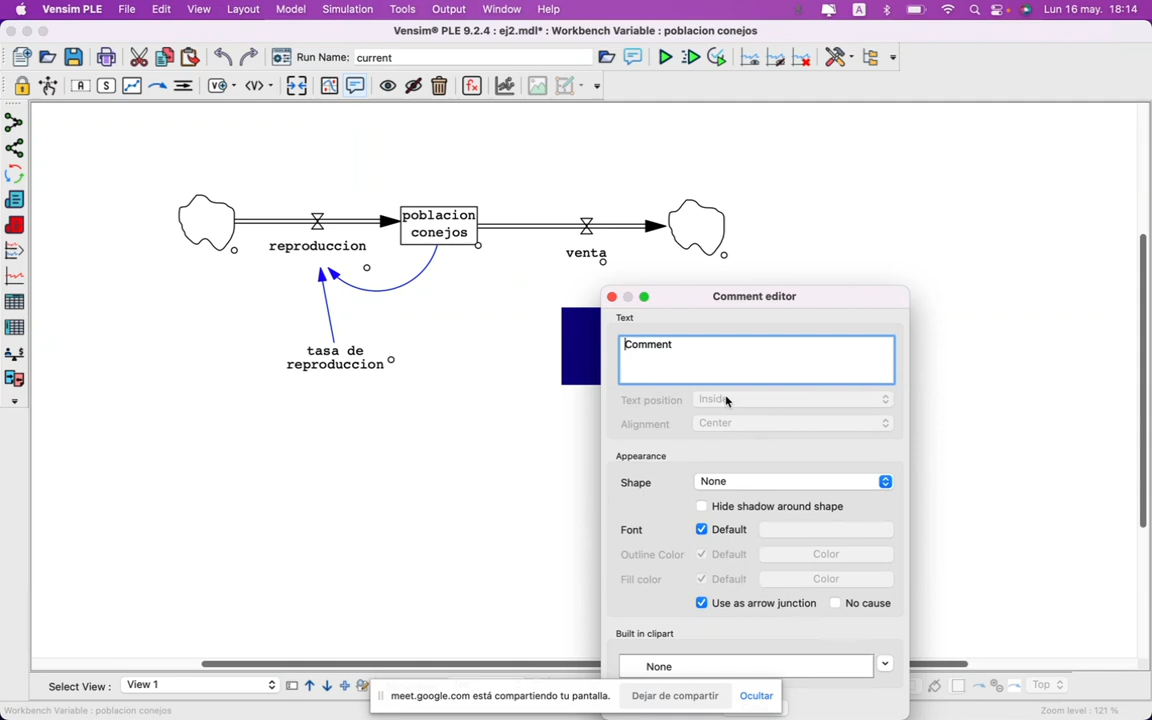 Vensim PLE File Edit View Layout Model Simulation Tools Output Window Help A Lun 16 may. 18:14
Vensim® PLE 9.2.4 : ej2.mdl* : Workbench Variable : poblacion conejos
Run Name: current
A S V <V> fx
poblacion
conejos
reproduccion
venta
tasa de
reproduccion
Comment editor
Text
Comment
Text position Inside
Alignment Center
Appearance
Shape None
Hide shadow around shape
Font Default
Outline Color Default Color
Fill color Default Color
Use as arrow junction No cause
Built in clipart
None
Select View : View 1 Top
meet.google.com está compartiendo tu pantalla. Dejar de compartir Ocultar
Workbench Variable : poblacion conejos Zoom level : 121 %